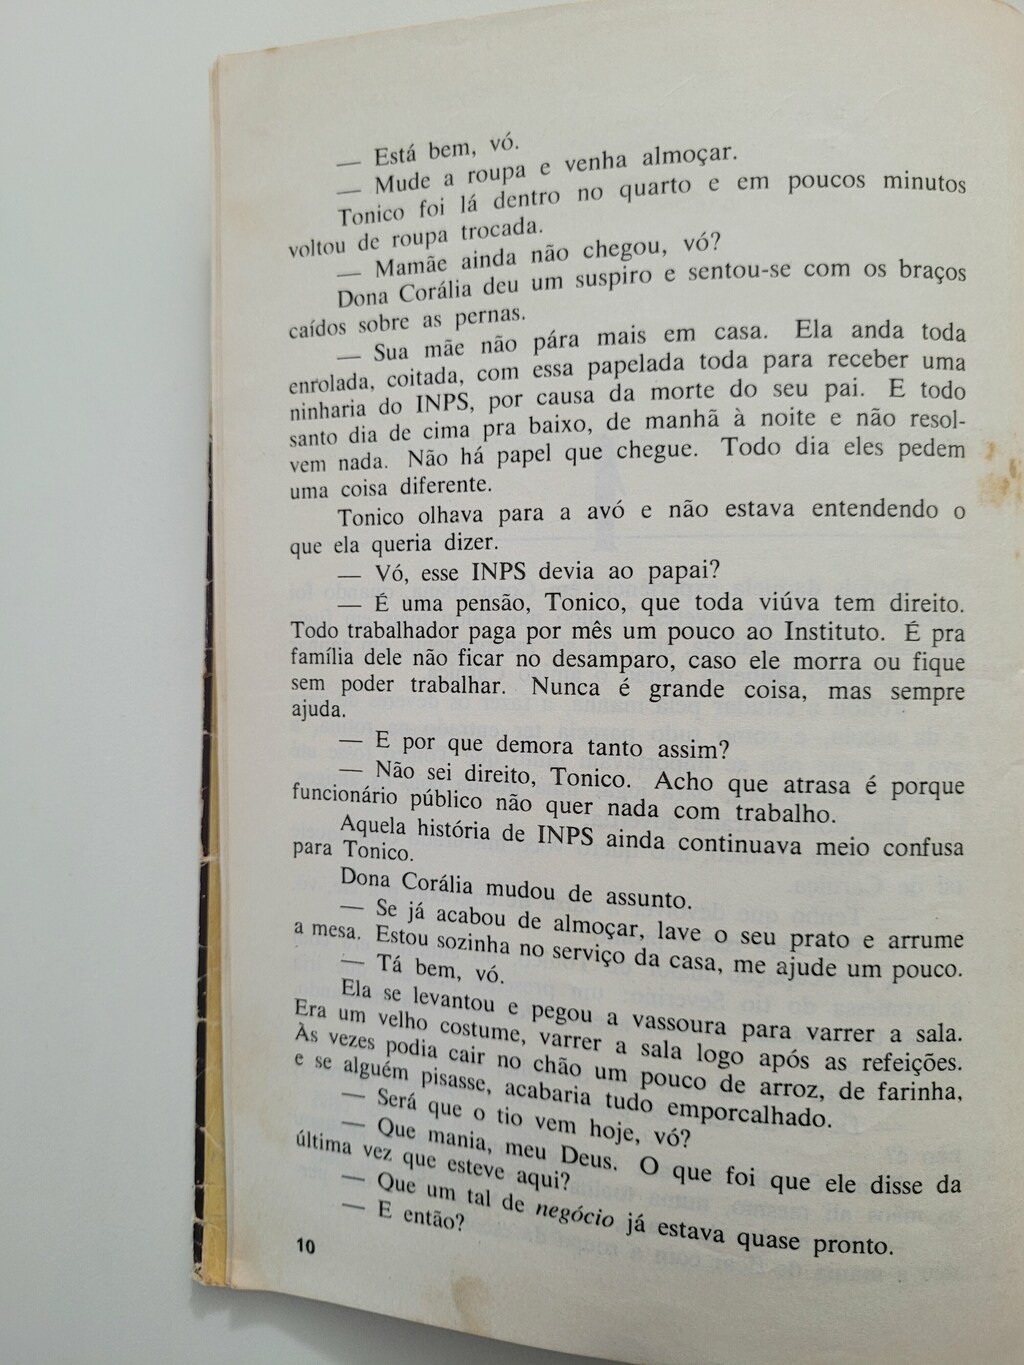 — Está bem, vó.
— Mude a roupa e venha almoçar.
Tonico foi lá dentro no quarto e em poucos minutos
voltou de roupa trocada.
— Mamãe ainda não chegou, vó?
Dona Corália deu um suspiro e sentou-se com os braços
caídos sobre as pernas.
— Sua mãe não pára mais em casa. Ela anda toda
enrolada, coitada, com essa papelada toda para receber uma
ninharia do INPS, por causa da morte do seu pai. E todo
santo dia de cima pra baixo, de manhã à noite e não resol-
vem nada. Não há papel que chegue. Todo dia eles pedem
uma coisa diferente.
Tonico olhava para a avó e não estava entendendo o
que ela queria dizer.
— Vó, esse INPS devia ao papai?
— É uma pensão, Tonico, que toda viúva tem direito.
Todo trabalhador paga por mês um pouco ao Instituto. É pra
família dele não ficar no desamparo, caso ele morra ou fique
sem poder trabalhar. Nunca é grande coisa, mas sempre
ajuda.
— E por que demora tanto assim?
— Não sei direito, Tonico. Acho que atrasa é porque
funcionário público não quer nada com trabalho.
Aquela história de INPS ainda continuava meio confusa
para Tonico.
Dona Corália mudou de assunto.
— Se já acabou de almoçar, lave o seu prato e arrume
a mesa. Estou sozinha no serviço da casa, me ajude um pouco.
— Tá bem, vó.
Ela se levantou e pegou a vassoura para varrer a sala.
Era um velho costume, varrer a sala logo após as refeições.
Às vezes podia cair no chão um pouco de arroz, de farinha,
e se alguém pisasse, acabaria tudo emporcalhado.
— Será que o tio vem hoje, vó?
— Que mania, meu Deus. O que foi que ele disse da
última vez que esteve aqui?
— Que um tal de negócio já estava quase pronto.
— E então?
10